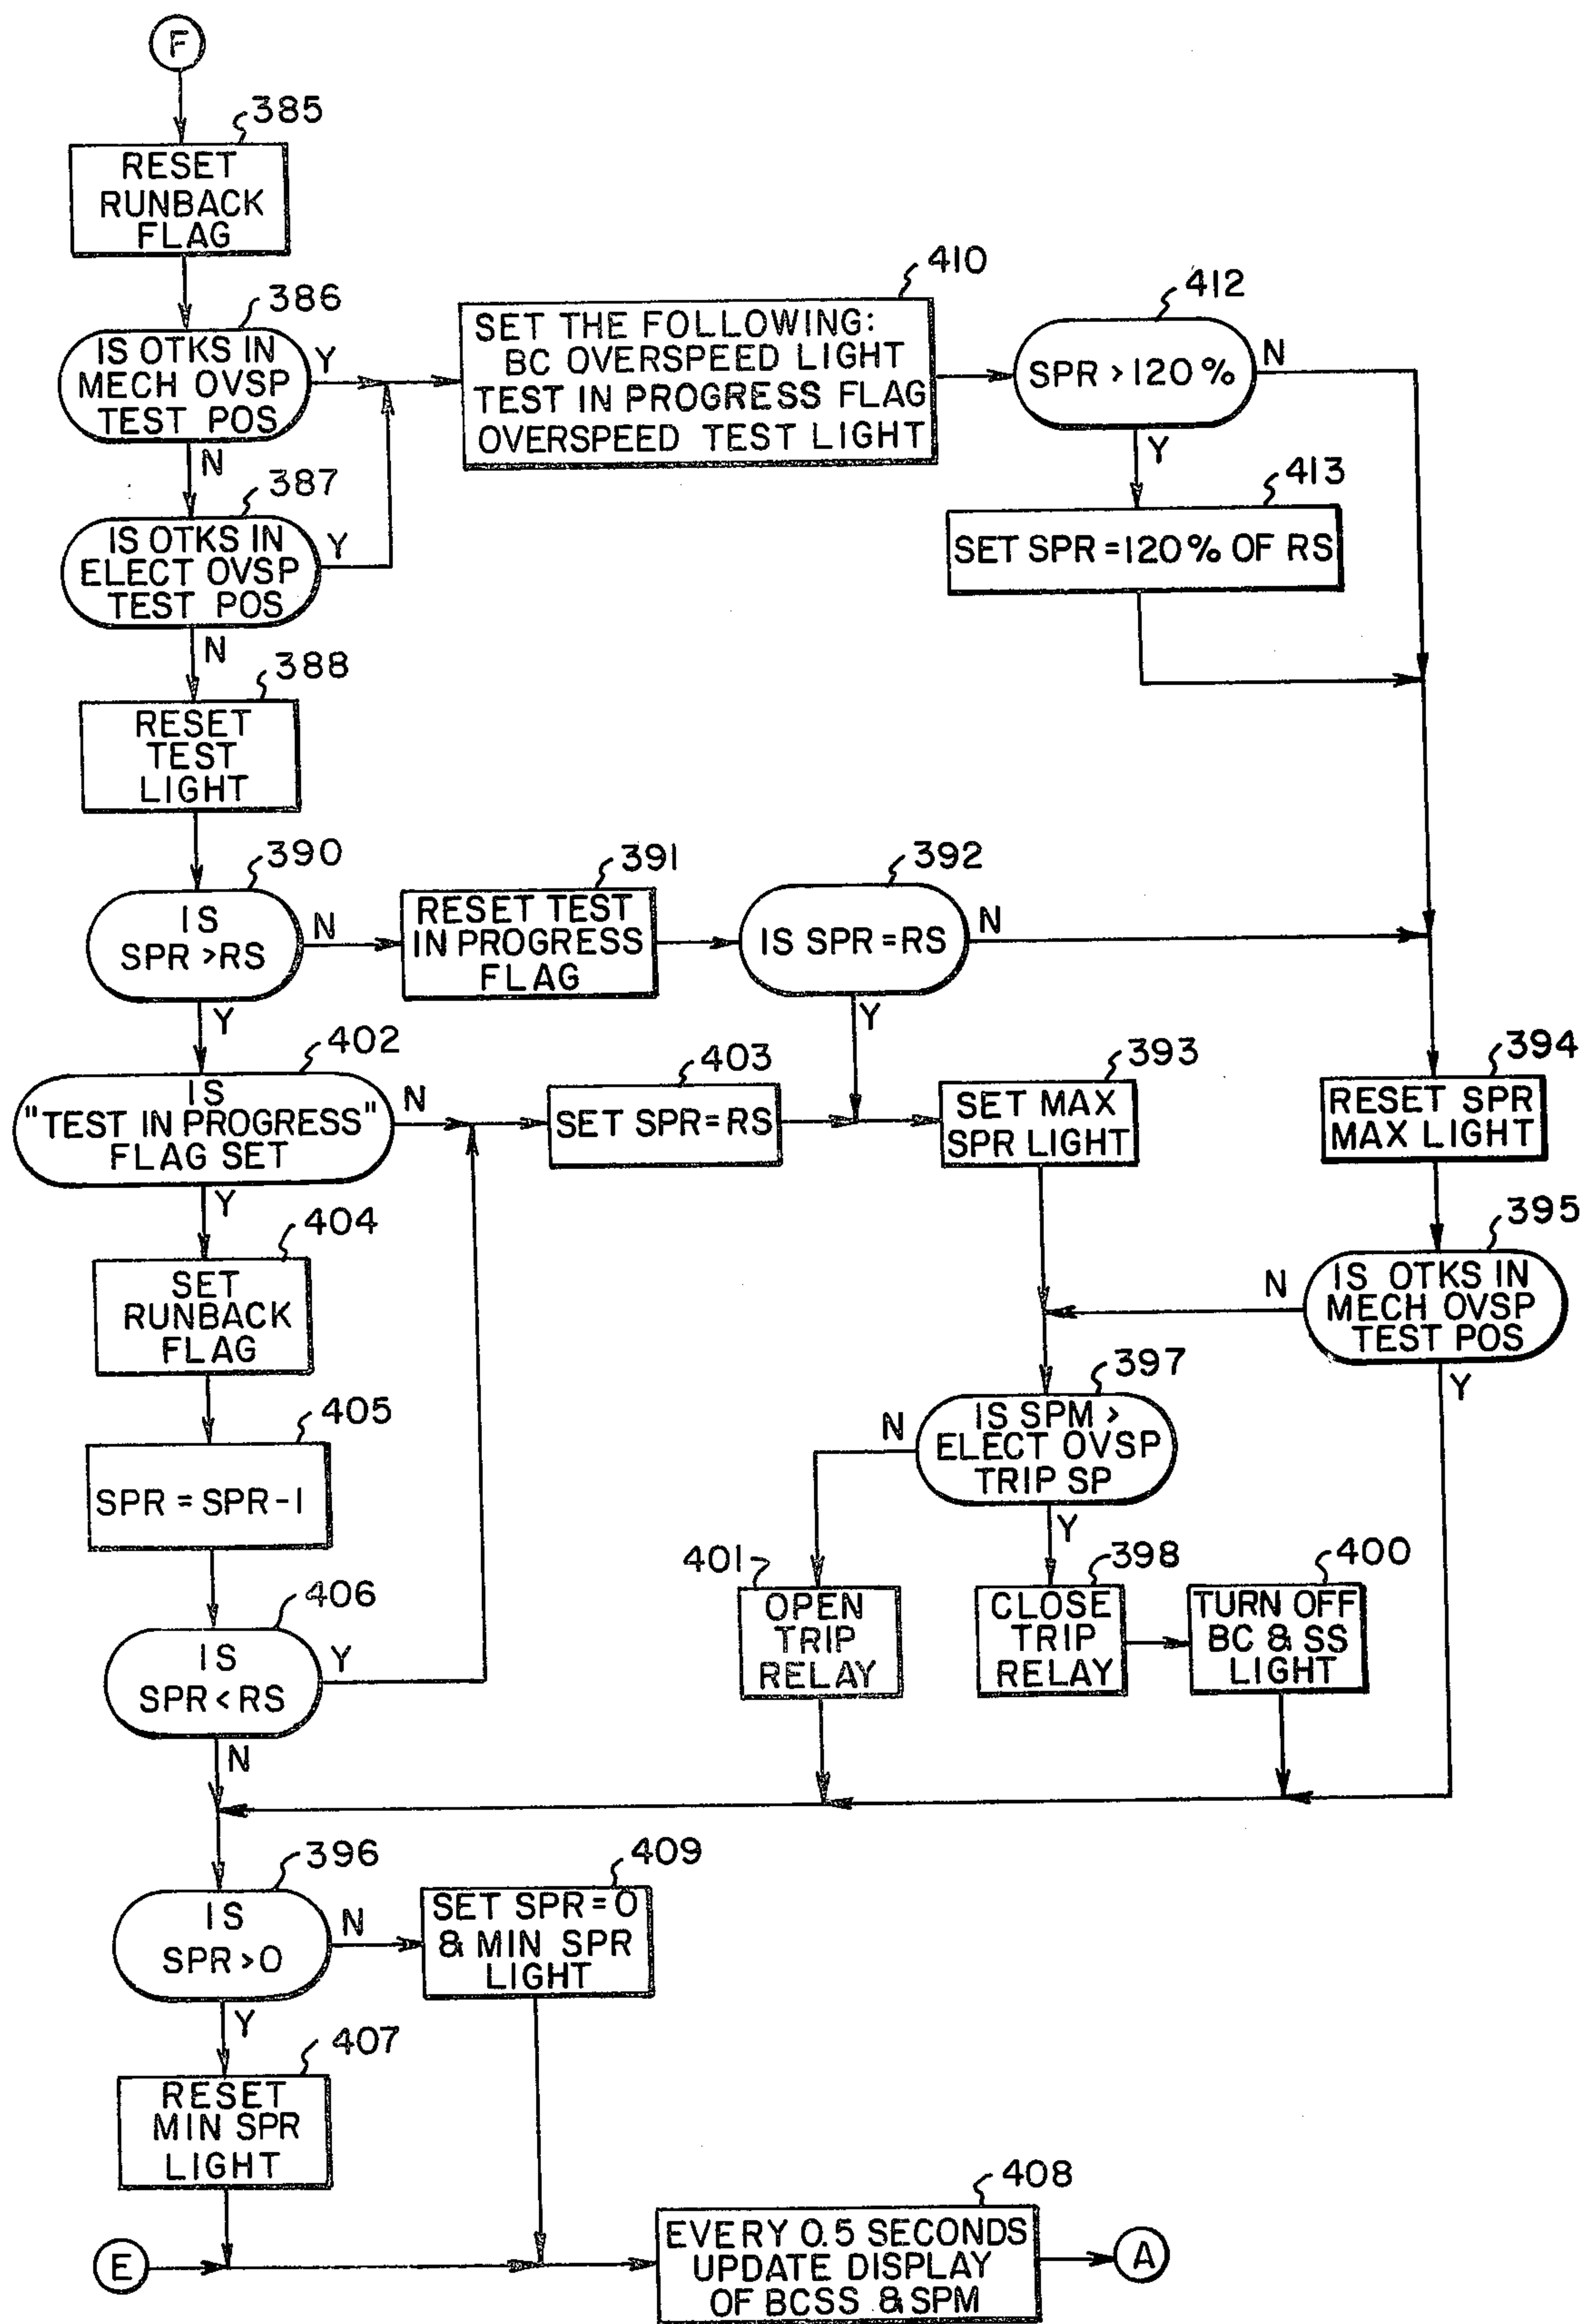 F
385
RESET
RUNBACK
FLAG
386
IS OTKS IN
MECH OVSP
TEST POS
Y
N
410
SET THE FOLLOWING:
BC OVERSPEED LIGHT
TEST IN PROGRESS FLAG
OVERSPEED TEST LIGHT
412
SPR > 120 %
N
Y
413
SET SPR = 120 % OF RS
387
IS OTKS IN
ELECT OVSP
TEST POS
Y
N
388
RESET
TEST
LIGHT
390
IS
SPR > RS
N
Y
391
RESET TEST
IN PROGRESS
FLAG
392
IS SPR = RS
N
Y
402
IS
"TEST IN PROGRESS"
FLAG SET
N
Y
403
SET SPR = RS
393
SET MAX
SPR LIGHT
394
RESET SPR
MAX LIGHT
395
IS OTKS IN
MECH OVSP
TEST POS
N
Y
404
SET
RUNBACK
FLAG
405
SPR = SPR - 1
406
IS
SPR < RS
Y
N
397
IS SPM >
ELECT OVSP
TRIP SP
N
Y
401
OPEN
TRIP
RELAY
398
CLOSE
TRIP
RELAY
400
TURN OFF
BC & SS
LIGHT
396
IS
SPR > 0
N
Y
409
SET SPR = 0
& MIN SPR
LIGHT
407
RESET
MIN SPR
LIGHT
E
408
EVERY 0.5 SECONDS
UPDATE DISPLAY
OF BCSS & SPM
A